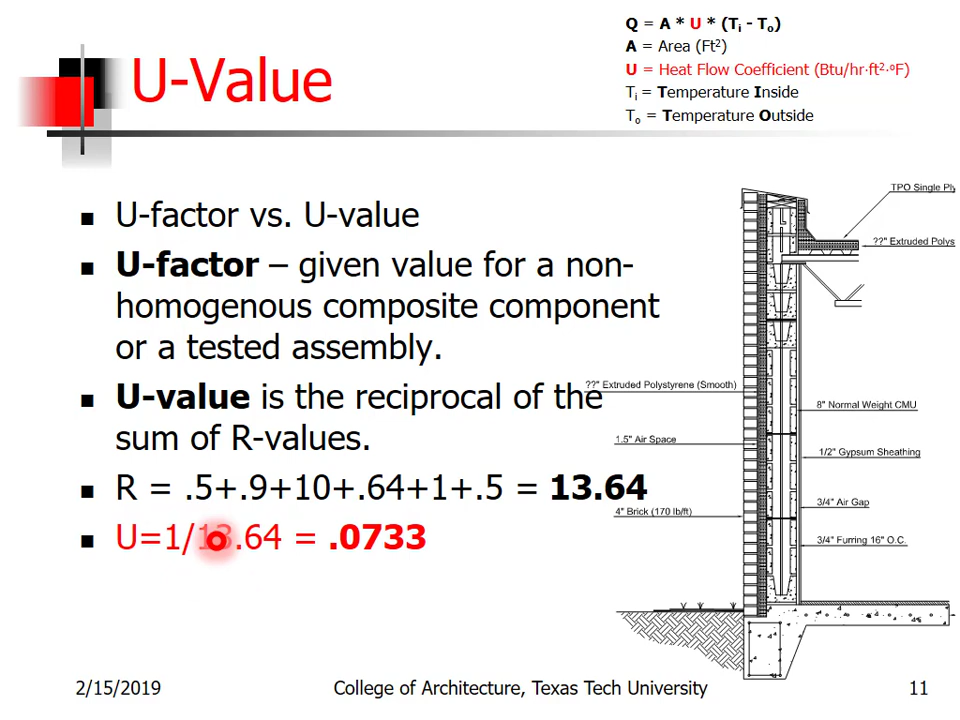 Q = A * U * (Ti - To)
A = Area (Ft²)
U = Heat Flow Coefficient (Btu/hr·ft²·°F)
Ti = Temperature Inside
To = Temperature Outside
U-Value
U-factor vs. U-value
U-factor – given value for a non-
homogenous composite component
or a tested assembly.
U-value is the reciprocal of the
sum of R-values.
R = .5+.9+10+.64+1+.5 = 13.64
U=1/13.64 = .0733
TPO Single Pl
??" Extruded Polys
??" Extruded Polystyrene (Smooth)
8" Normal Weight CMU
1.5" Air Space
1/2" Gypsum Sheathing
3/4" Air Gap
4" Brick (170 lb/ft)
3/4" Furring 16" O.C.
2/15/2019
College of Architecture, Texas Tech University
11